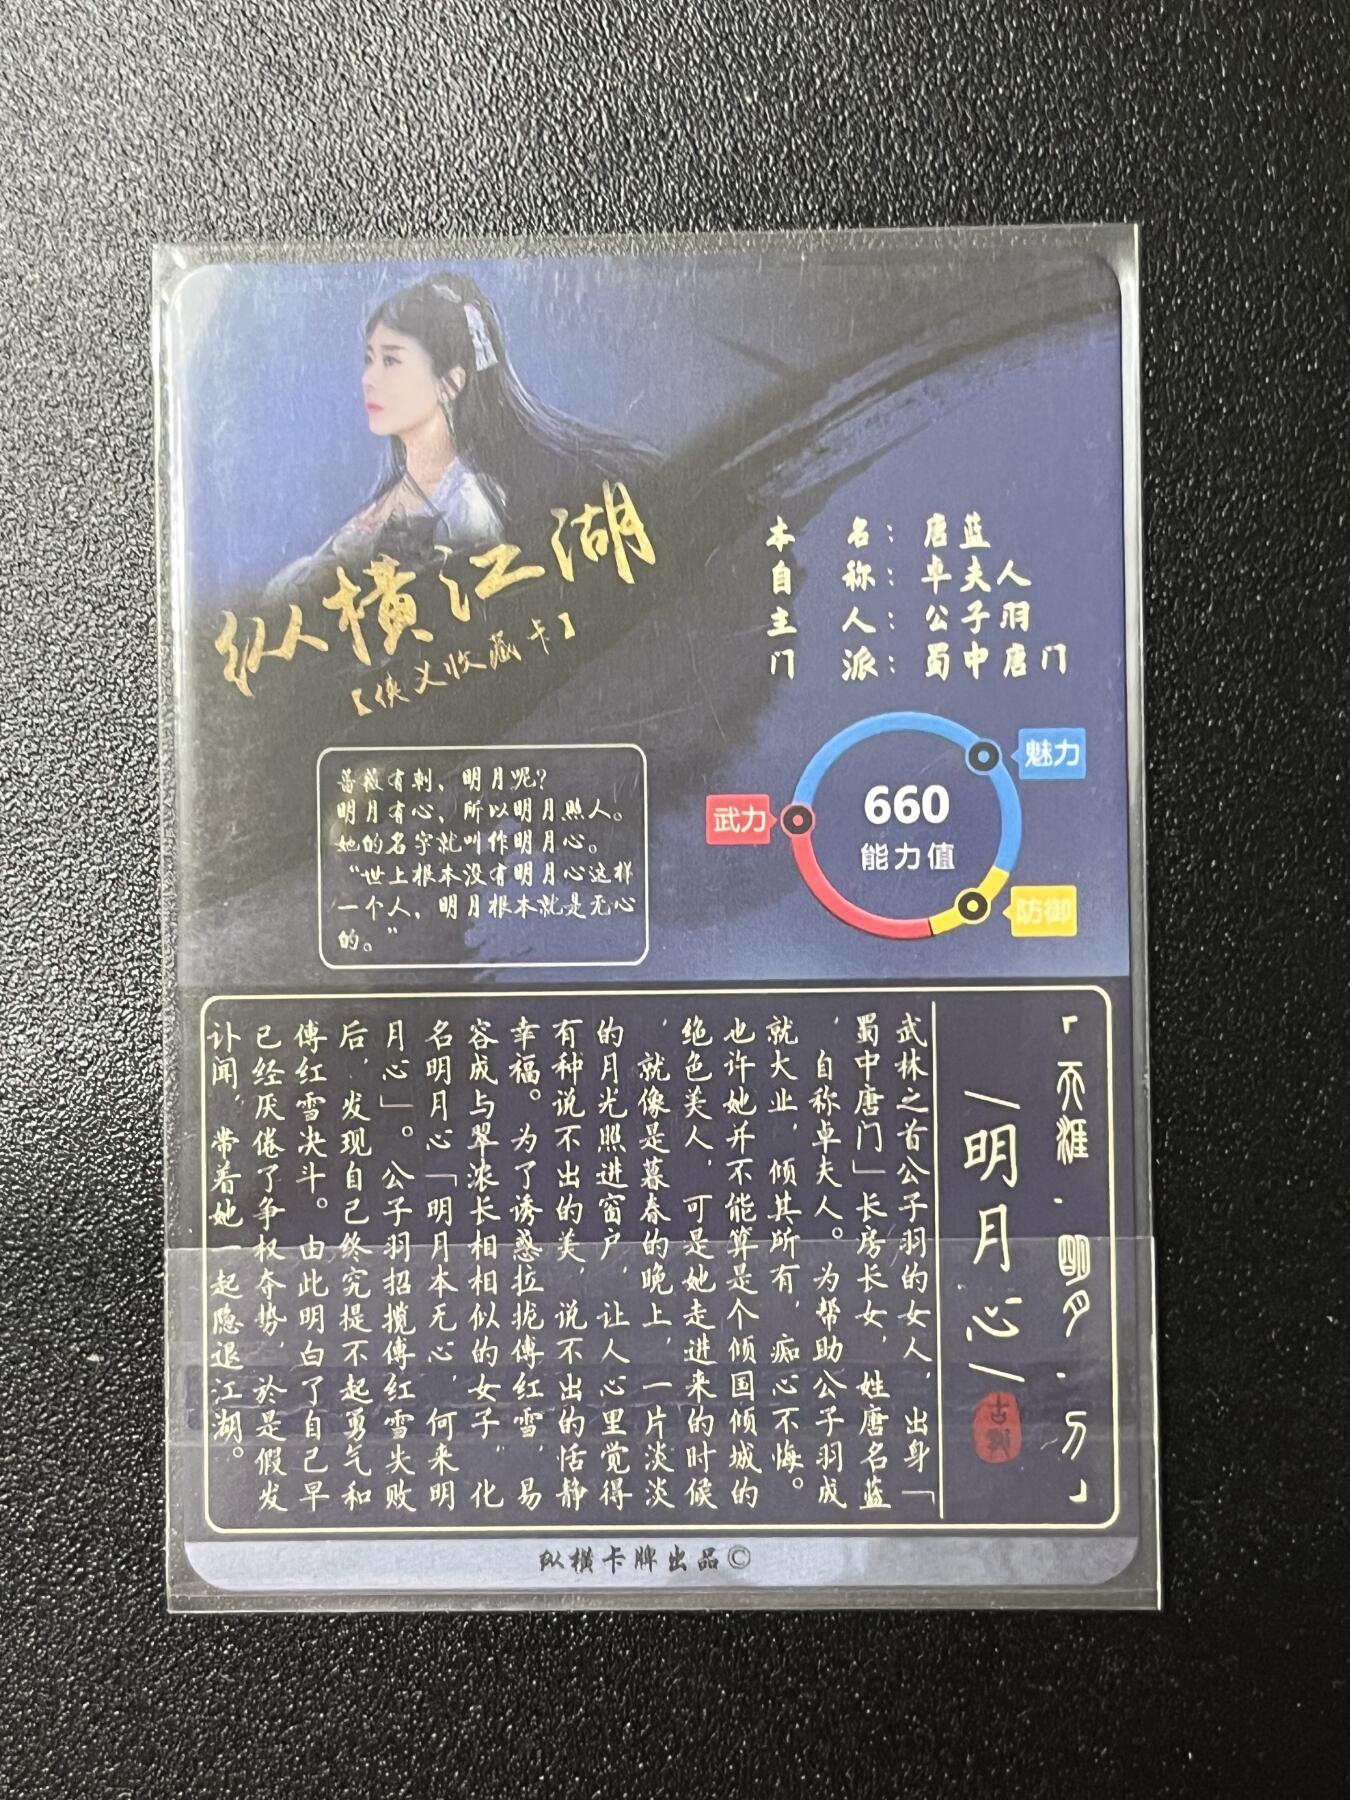 纵横江湖
【侠义收藏卡】
本名：唐蓝
自称：卓夫人
主人：公子羽
门派：蜀中唐门
蔷薇有刺，明月呢？
明月有心，所以明月照人。
她的名字就叫作明月心。
“世上根本没有明月心这样
一个人，明月根本就是无心
的。”
魅力
武力
660
能力值
防御
「天涯·明月·刀」
/明月心/
武林之首公子羽的女人，出身「
蜀中唐门」长房长女，姓唐名蓝
，自称卓夫人。为帮助公子羽成
就大业，倾其所有，痴心不悔。
也许她并不能算是个倾国倾城的
绝色美人，可是她走进来的时候
，就像是暮春的晚上，一片淡淡
的月光照进窗户，让人心里觉得
有种说不出的美，说不出的恬静
幸福。为了诱惑拉拢傅红雪，易
容成与翠浓长相相似的女子，化
名明月心「明月本无心，何来明
月心」。公子羽招揽傅红雪失败
后，发现自己终究提不起勇气和
傅红雪决斗。由此明白了自己早
已经厌倦了争权夺势，於是假发
讣闻，带着她一起隐退江湖。
纵横卡牌出品©